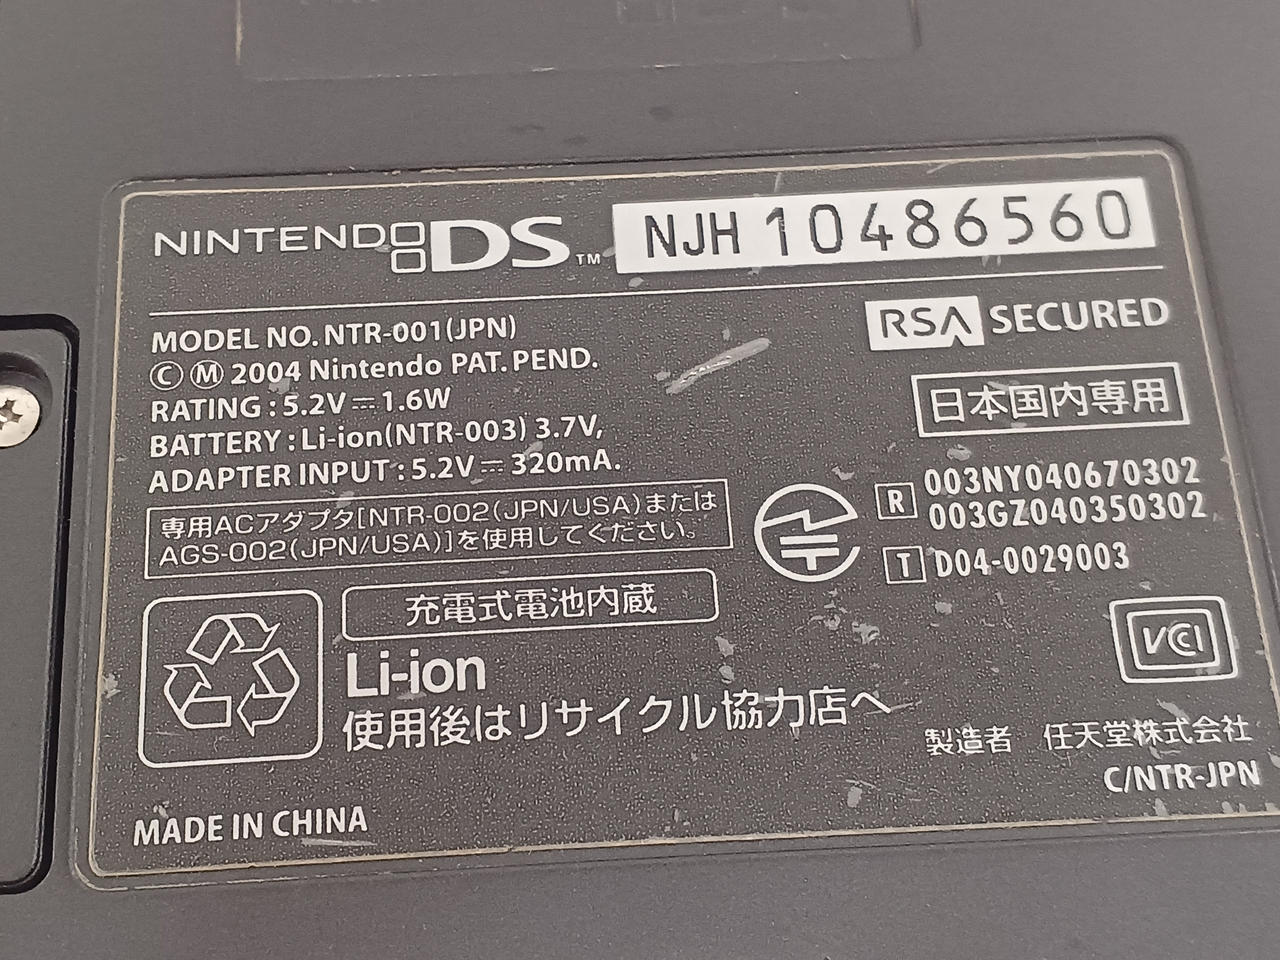 NINTENDO DS™ NJH 10486560
MODEL NO. NTR-001(JPN)
Ⓒ Ⓜ 2004 Nintendo PAT. PEND.
RATING : 5.2V⎓1.6W
BATTERY : Li-ion(NTR-003) 3.7V,
ADAPTER INPUT : 5.2V⎓320mA.
RSA SECURED
日本国内専用
専用ACアダプタ[NTR-002(JPN/USA)または
AGS-002(JPN/USA)]を使用してください。
R 003NY040670302
003GZ040350302
T D04-0029003
充電式電池内蔵
Li-ion
使用後はリサイクル協力店へ
VCCI
製造者 任天堂株式会社
C/NTR-JPN
MADE IN CHINA